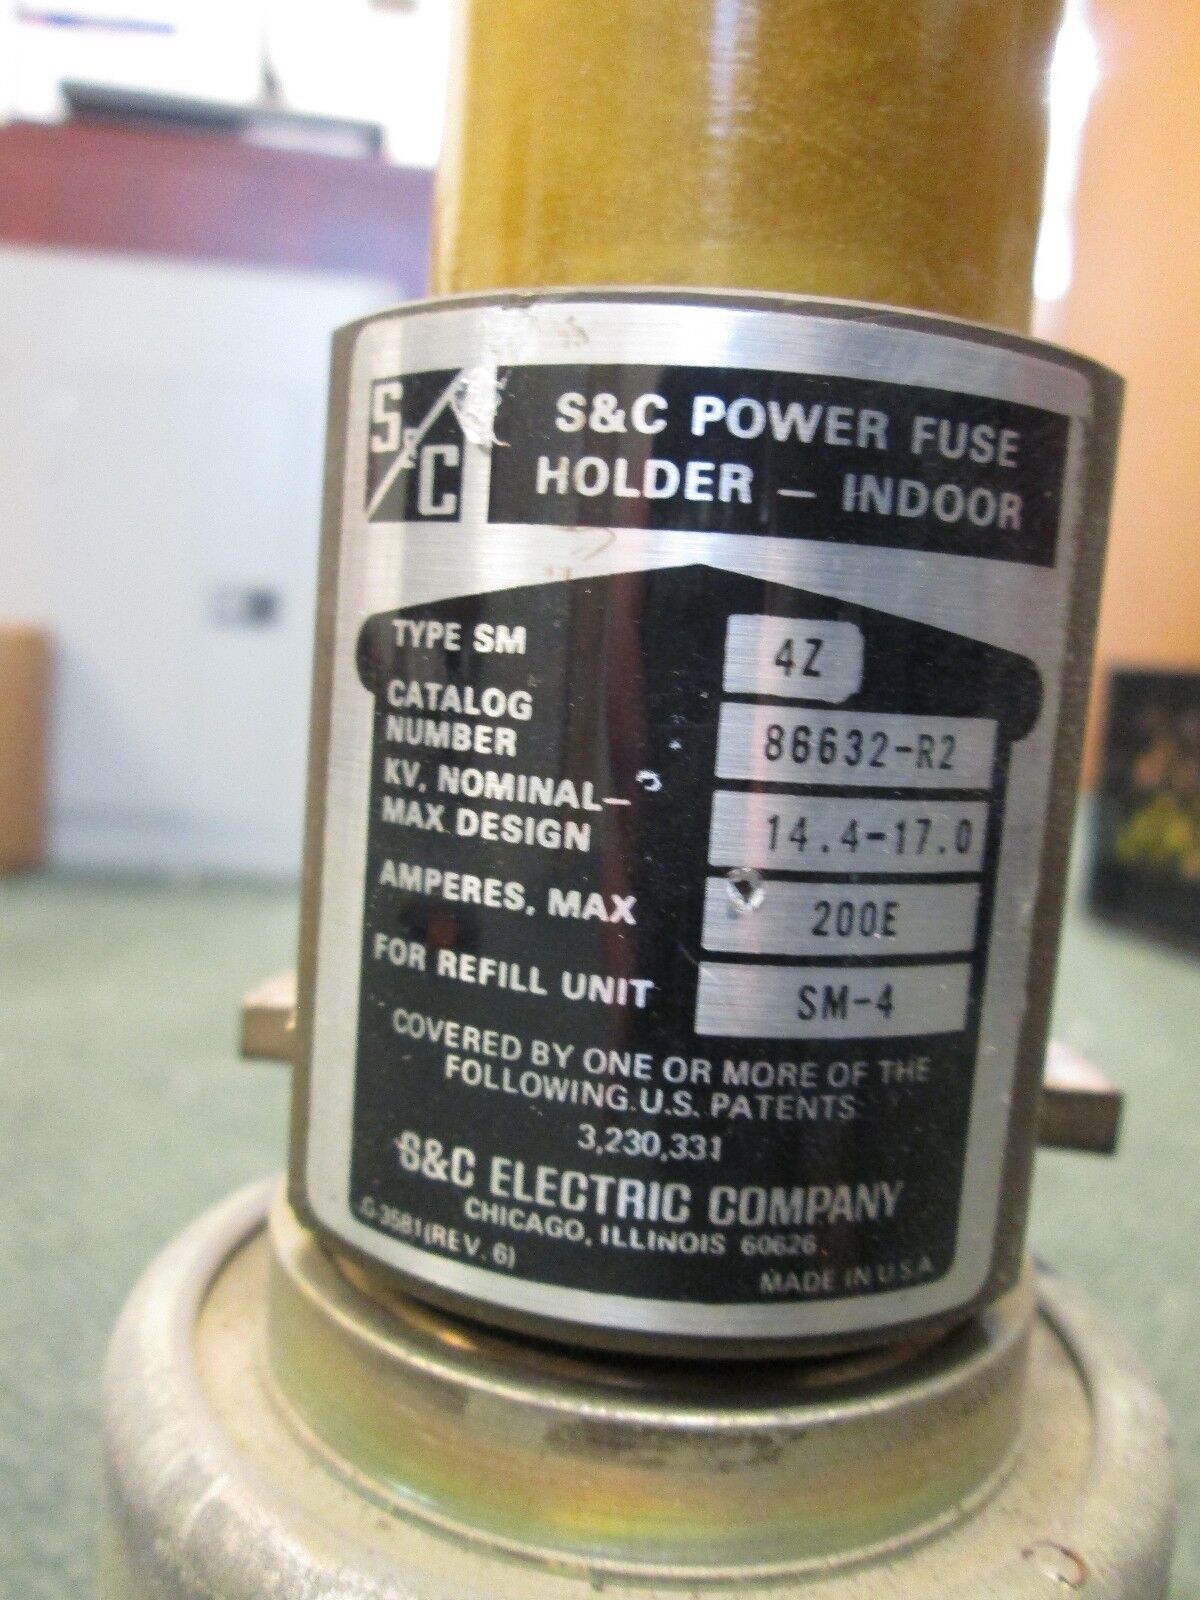 S&C
S&C POWER FUSE
HOLDER — INDOOR
TYPE SM 4Z
CATALOG
NUMBER 86632-R2
KV, NOMINAL—
MAX DESIGN 14.4-17.0
AMPERES, MAX 200E
FOR REFILL UNIT SM-4
COVERED BY ONE OR MORE OF THE
FOLLOWING U.S. PATENTS
3,230,331
S&C ELECTRIC COMPANY
CHICAGO, ILLINOIS 60626
G-3581 (REV. 6)
MADE IN U.S.A.